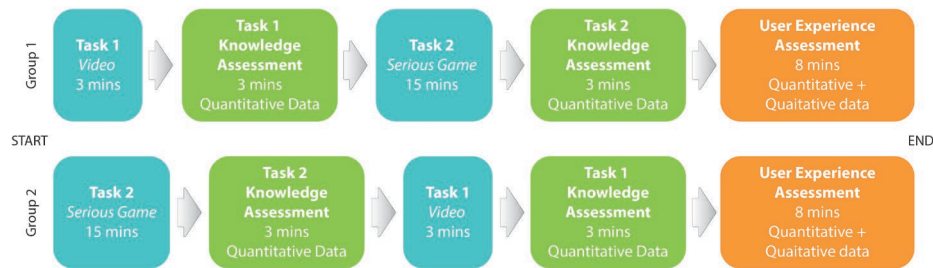 Group 1
Task 1
Video
3 mins
Task 1
Knowledge
Assessment
3 mins
Quantitative Data
Task 2
Serious Game
15 mins
Task 2
Knowledge
Assessment
3 mins
Quantitative Data
User Experience
Assessment
8 mins
Quantitative +
Quaitative data
START
END
Group 2
Task 2
Serious Game
15 mins
Task 2
Knowledge
Assessment
3 mins
Quantitative Data
Task 1
Video
3 mins
Task 1
Knowledge
Assessment
3 mins
Quantitative Data
User Experience
Assessment
8 mins
Quantitative +
Quaitative data